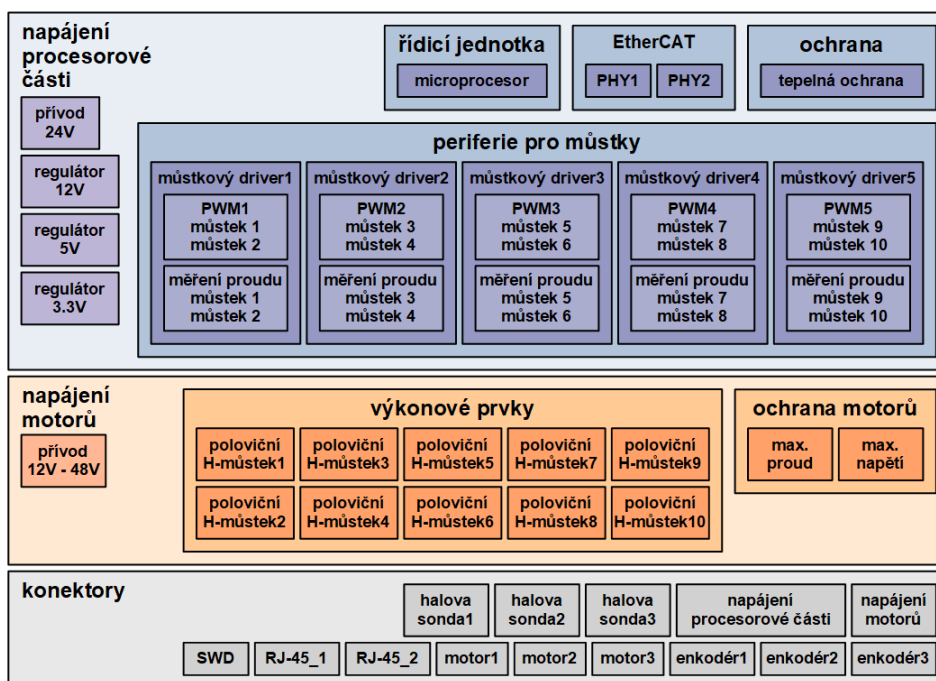 napájení
procesorové
části
přívod
24V
regulátor
12V
regulátor
5V
regulátor
3.3V
řídicí jednotka
microprocesor
EtherCAT
PHY1
PHY2
ochrana
tepelná ochrana
periferie pro můstky
můstkový driver1
PWM1
můstek 1
můstek 2
měření proudu
můstek 1
můstek 2
můstkový driver2
PWM2
můstek 3
můstek 4
měření proudu
můstek 3
můstek 4
můstkový driver3
PWM3
můstek 5
můstek 6
měření proudu
můstek 5
můstek 6
můstkový driver4
PWM4
můstek 7
můstek 8
měření proudu
můstek 7
můstek 8
můstkový driver5
PWM5
můstek 9
můstek 10
měření proudu
můstek 9
můstek 10
napájení
motorů
přívod
12V - 48V
výkonové prvky
poloviční
H-můstek1
poloviční
H-můstek3
poloviční
H-můstek5
poloviční
H-můstek7
poloviční
H-můstek9
poloviční
H-můstek2
poloviční
H-můstek4
poloviční
H-můstek6
poloviční
H-můstek8
poloviční
H-můstek10
ochrana motorů
max.
proud
max.
napětí
konektory
halova
sonda1
halova
sonda2
halova
sonda3
napájení
procesorové části
napájení
motorů
SWD
RJ-45_1
RJ-45_2
motor1
motor2
motor3
enkodér1
enkodér2
enkodér3